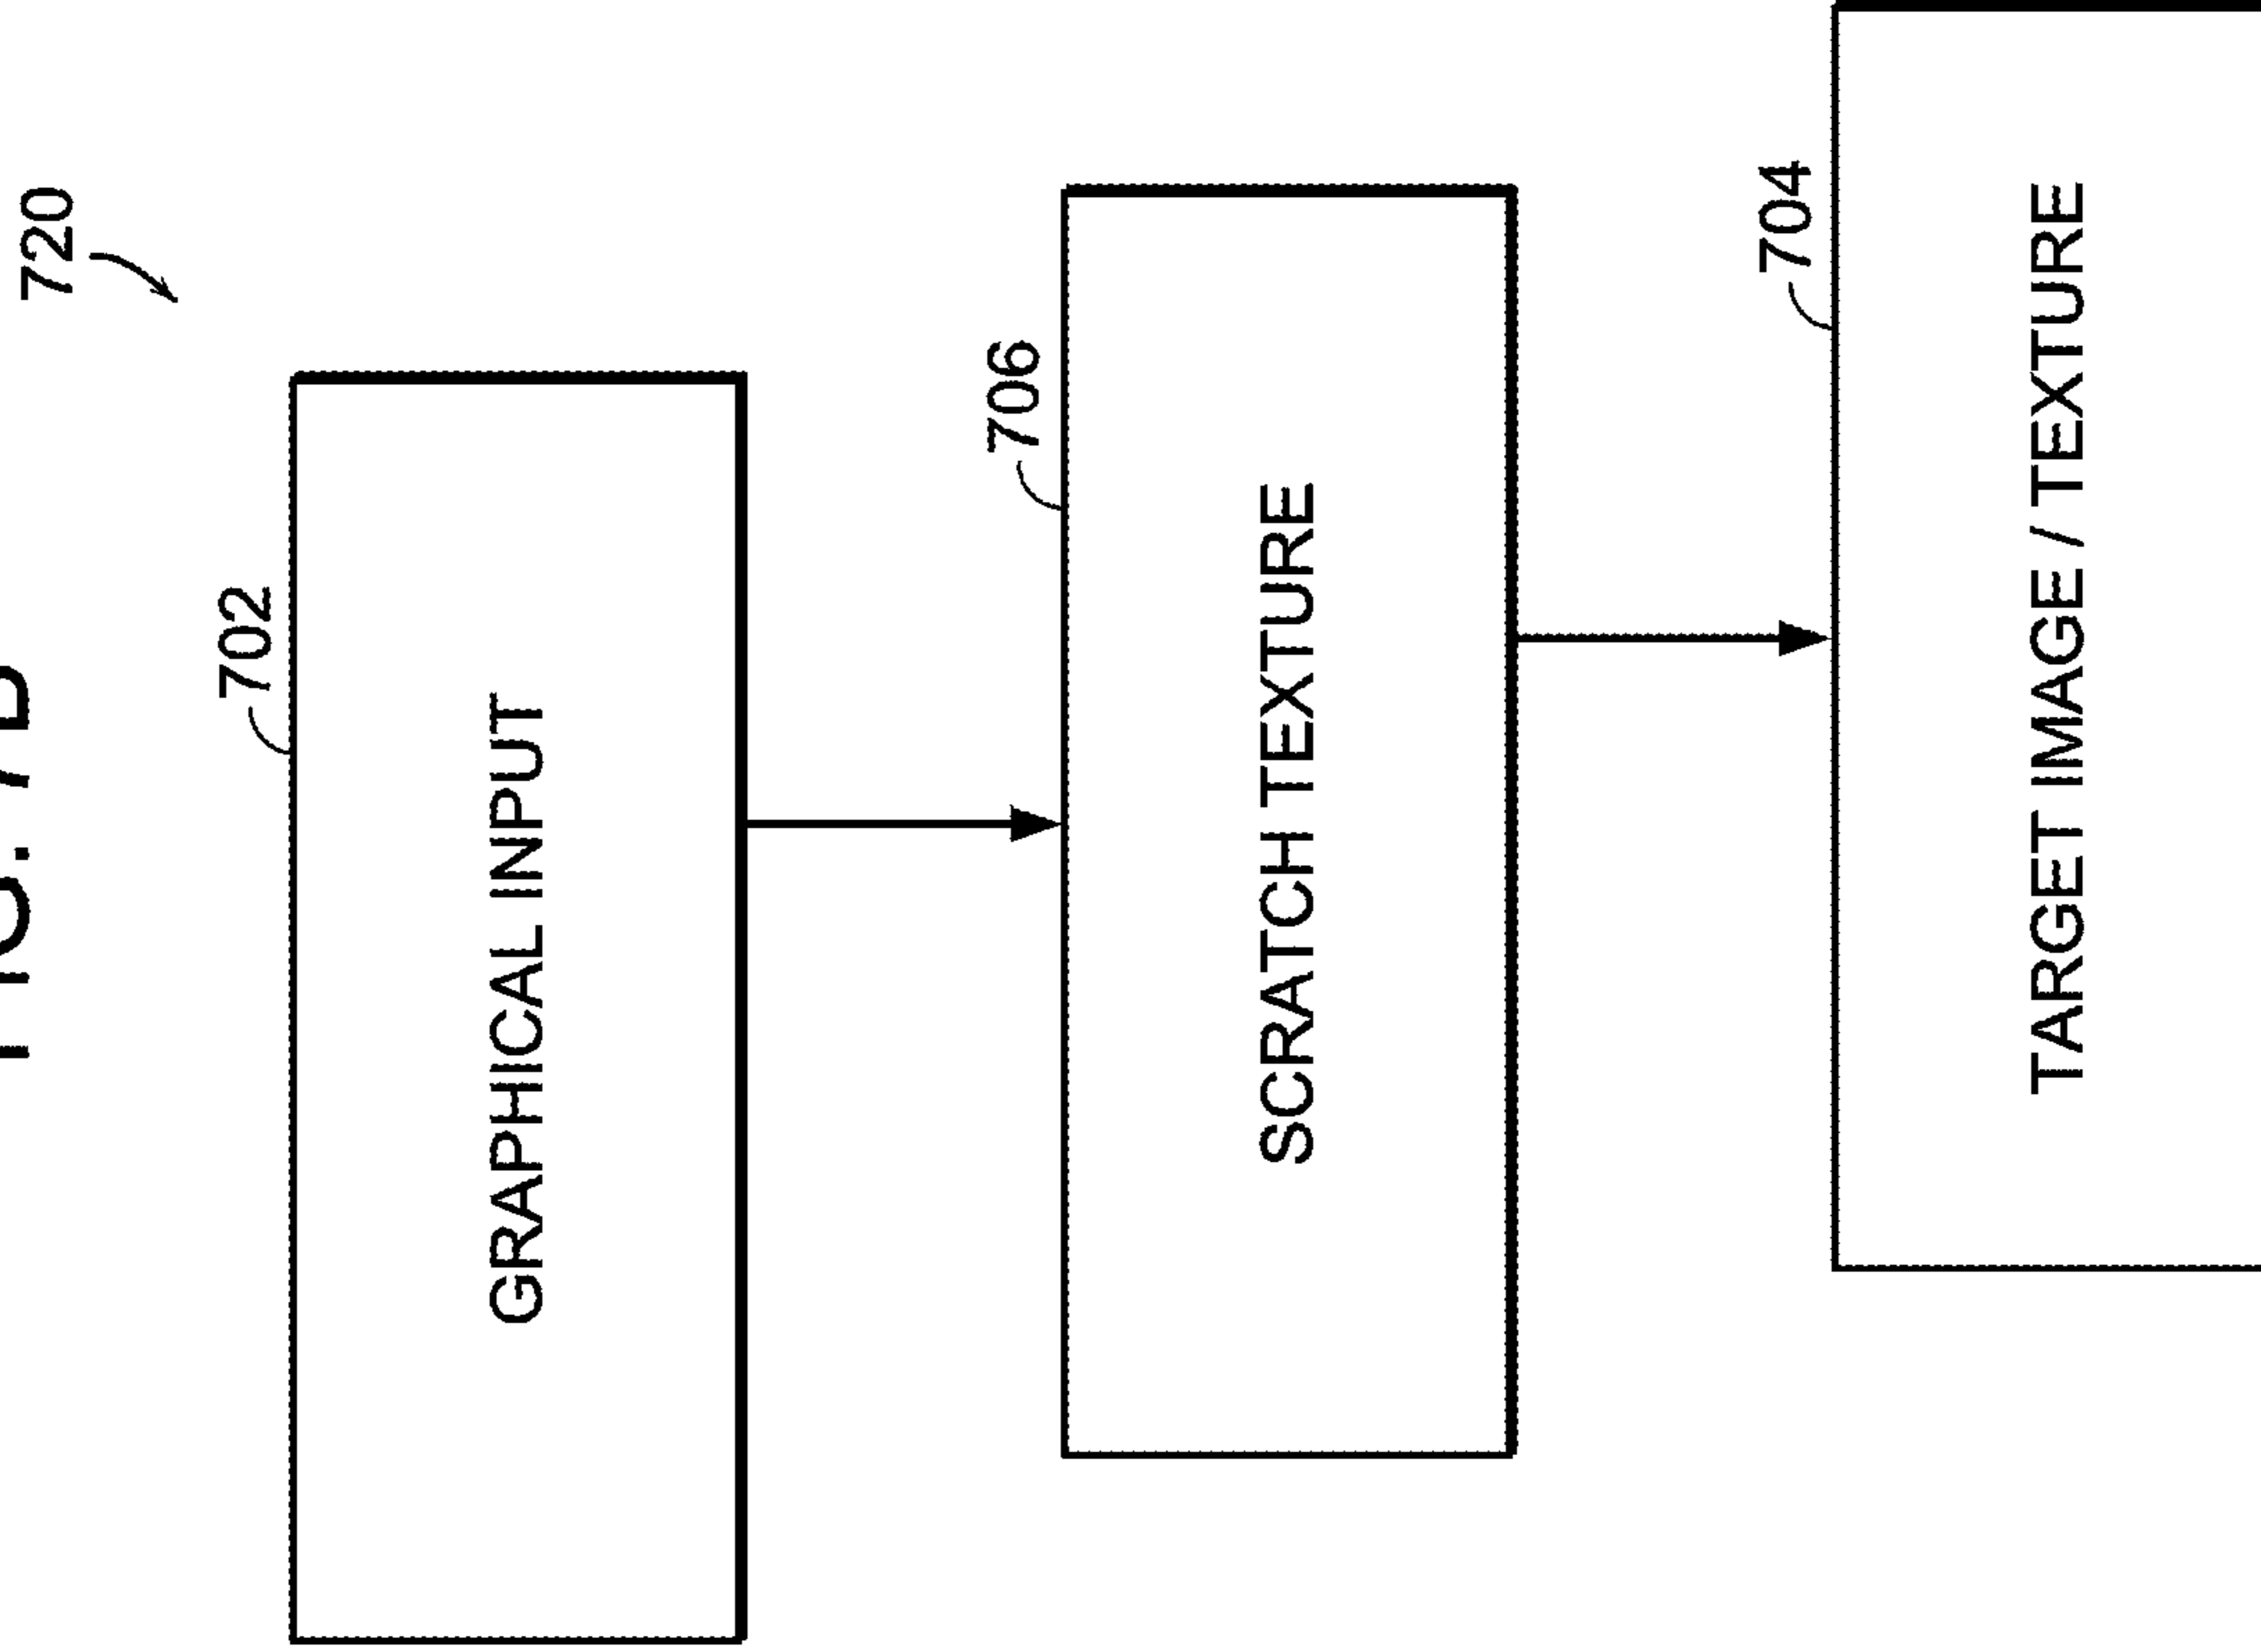 720
702
GRAPHICAL INPUT
706
SCRATCH TEXTURE
704
TARGET IMAGE / TEXTURE